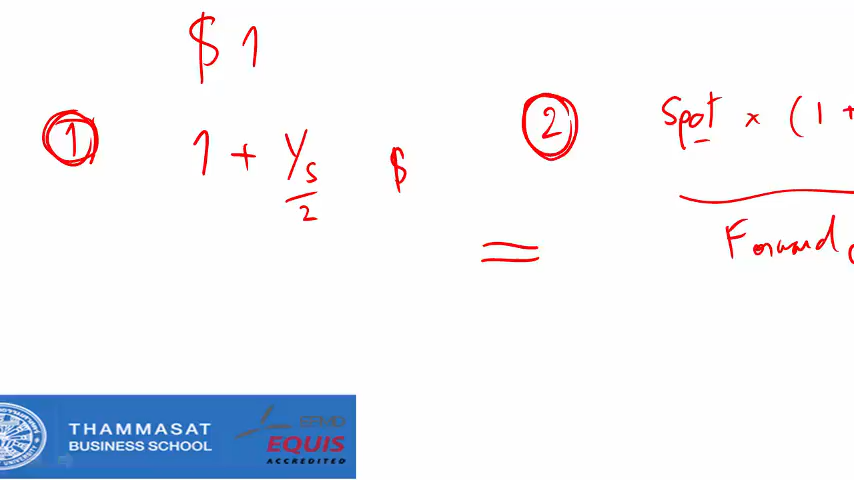 $ 1
1
1 + Ys/2 $
=
2
Spot × (1 +
Forward
THAMMASAT
BUSINESS SCHOOL
EQUIS
ACCREDITED